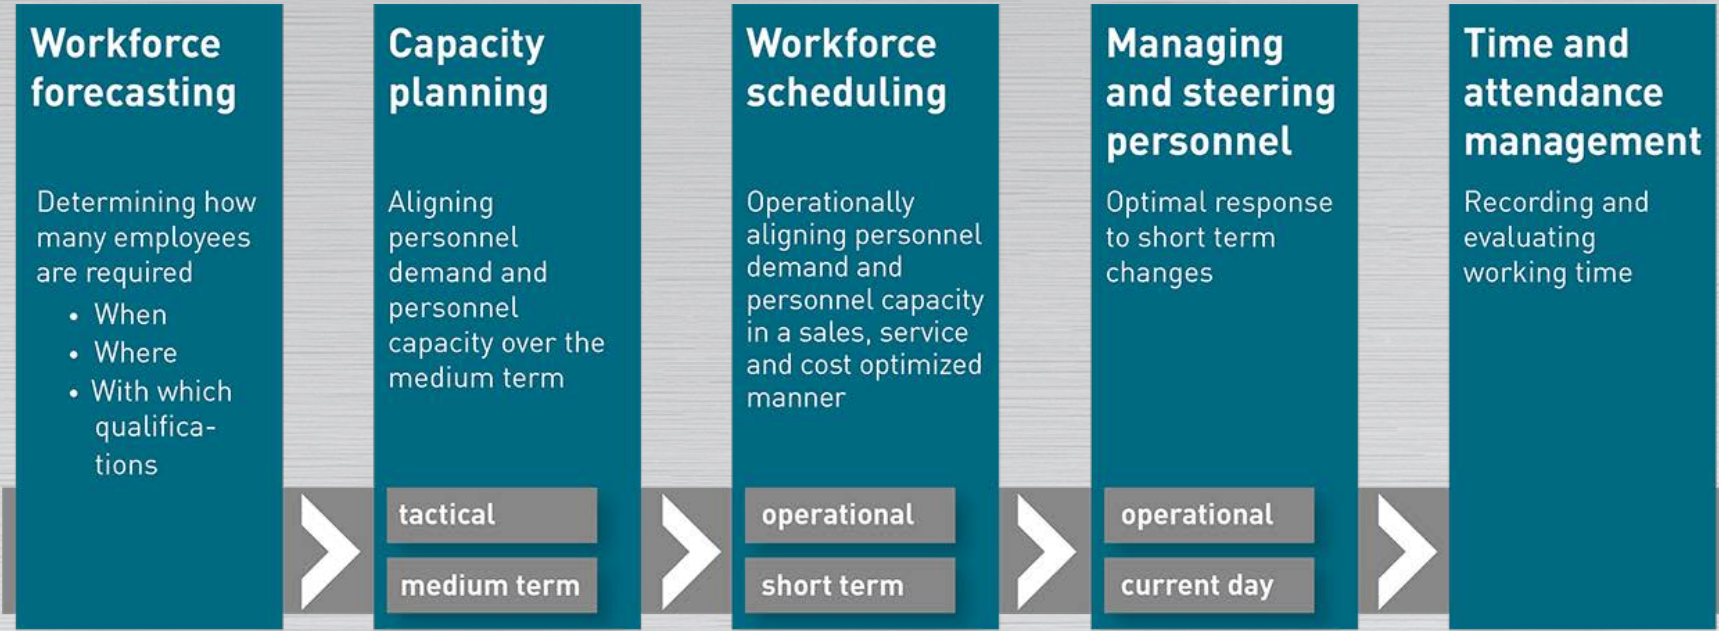 Workforce
forecasting
Determining how
many employees
are required
• When
• Where
• With which
qualifica-
tions
Capacity
planning
Aligning
personnel
demand and
personnel
capacity over the
medium term
tactical
medium term
Workforce
scheduling
Operationally
aligning personnel
demand and
personnel capacity
in a sales, service
and cost optimized
manner
operational
short term
Managing
and steering
personnel
Optimal response
to short term
changes
operational
current day
Time and
attendance
management
Recording and
evaluating
working time